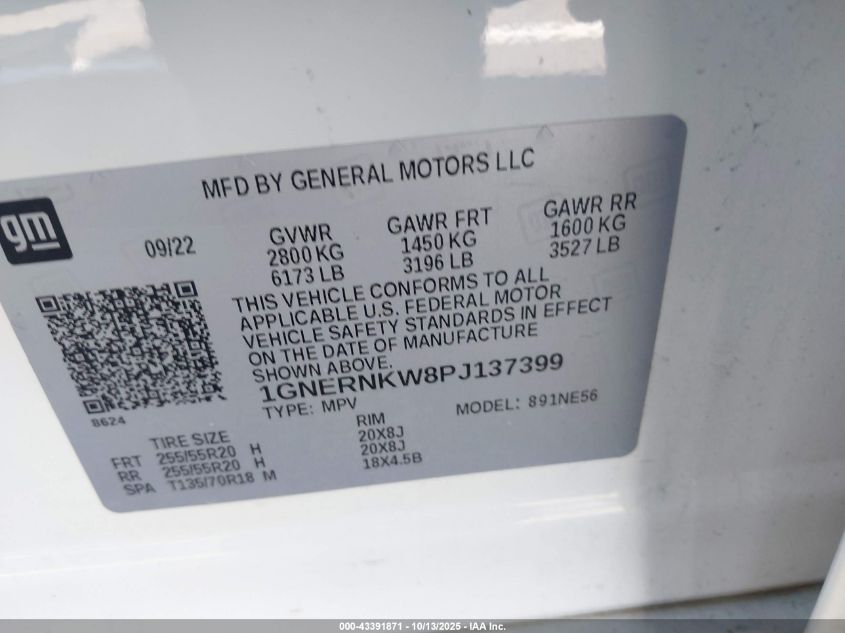 MFD BY GENERAL MOTORS LLC
gm
09/22
GVWR
2800 KG
6173 LB
GAWR FRT
1450 KG
3196 LB
GAWR RR
1600 KG
3527 LB
THIS VEHICLE CONFORMS TO ALL
APPLICABLE U.S. FEDERAL MOTOR
VEHICLE SAFETY STANDARDS IN EFFECT
ON THE DATE OF MANUFACTURE
SHOWN ABOVE.
1GNERNKW8PJ137399
8624
TYPE: MPV
MODEL: 891NE56
TIRE SIZE RIM
FRT 255/55R20 H 20X8J
RR 255/55R20 H 20X8J
SPA T135/70R18 M 18X4.5B
000-43391871 - 10/13/2025 - IAA Inc.